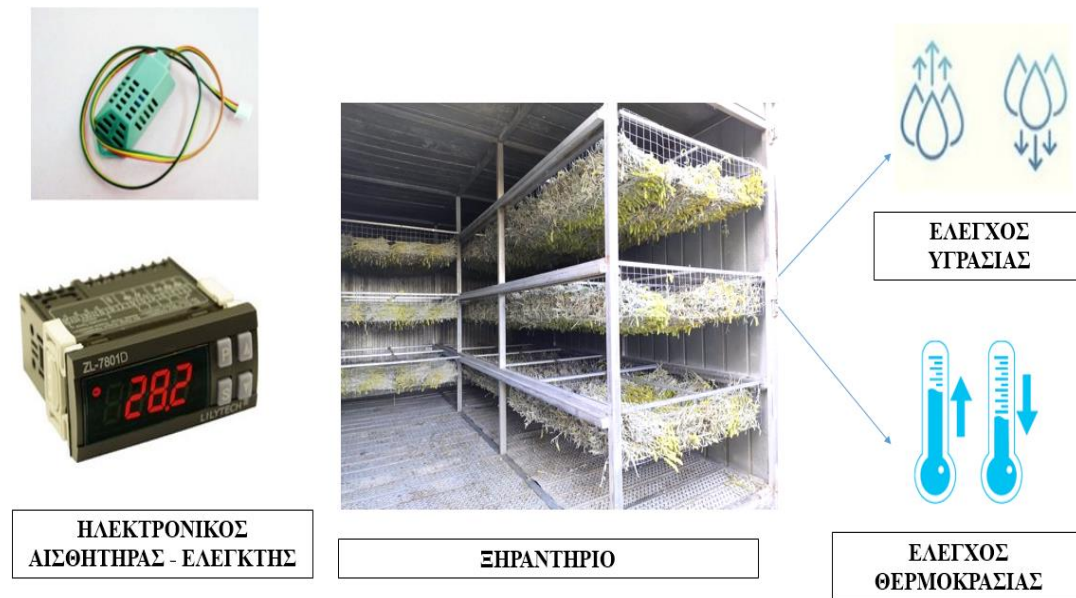 ZL-7801D
28.2
LILYTECH
P
S
ΗΛΕΚΤΡΟΝΙΚΟΣ
ΑΙΣΘΗΤΗΡΑΣ - ΕΛΕΓΚΤΗΣ
ΞΗΡΑΝΤΗΡΙΟ
ΕΛΕΓΧΟΣ
ΥΓΡΑΣΙΑΣ
ΕΛΕΓΧΟΣ
ΘΕΡΜΟΚΡΑΣΙΑΣ